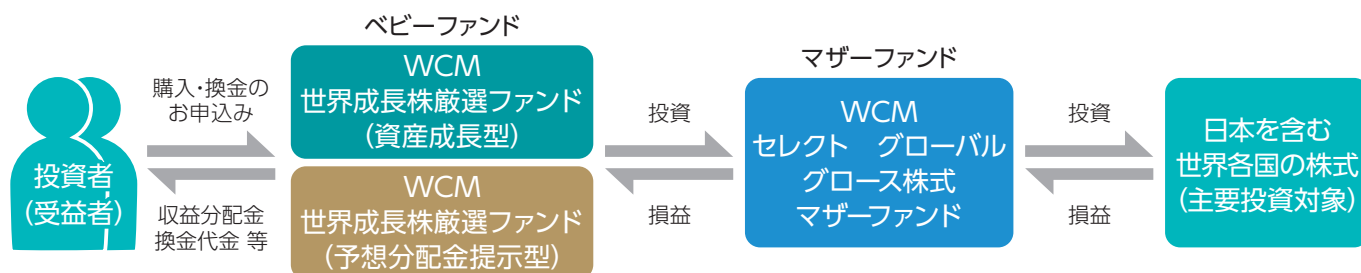 投資者
(受益者)
購入・換金の
お申込み
収益分配金
換金代金 等
ベビーファンド
WCM
世界成長株厳選ファンド
(資産成長型)
WCM
世界成長株厳選ファンド
(予想分配金提示型)
投資
損益
マザーファンド
WCM
セレクト　グローバル
グロース株式
マザーファンド
投資
損益
日本を含む
世界各国の株式
(主要投資対象)